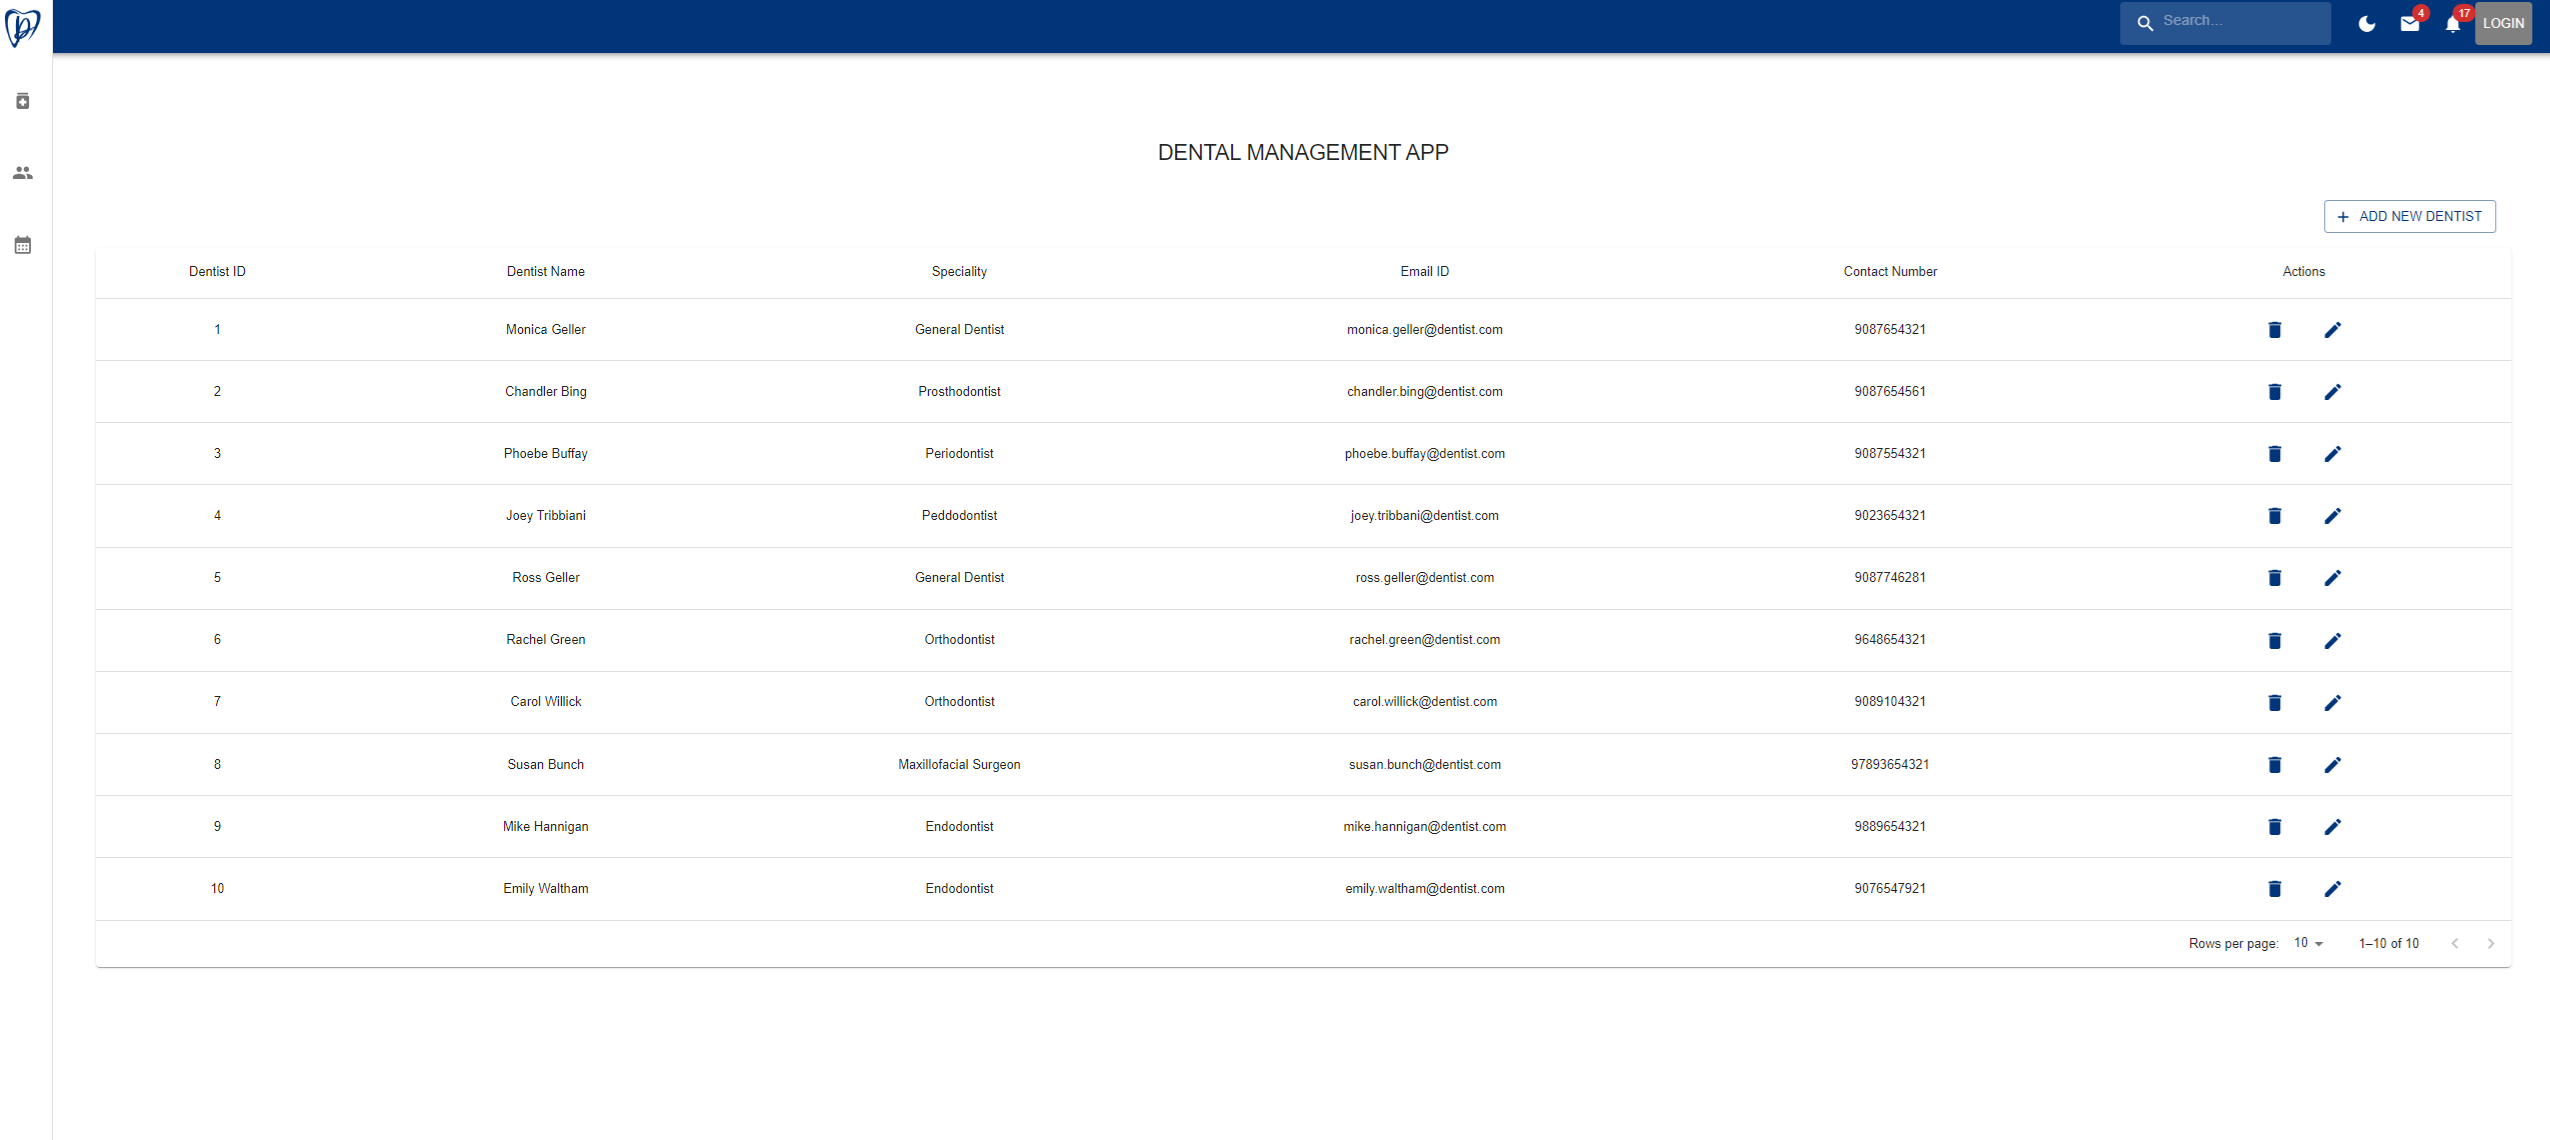 Search... 4 17 LOGIN
DENTAL MANAGEMENT APP
+ ADD NEW DENTIST
Dentist ID Dentist Name Speciality Email ID Contact Number Actions
1 Monica Geller General Dentist monica.geller@dentist.com 9087654321
2 Chandler Bing Prosthodontist chandler.bing@dentist.com 9087654561
3 Phoebe Buffay Periodontist phoebe.buffay@dentist.com 9087554321
4 Joey Tribbiani Peddodontist joey.tribbani@dentist.com 9023654321
5 Ross Geller General Dentist ross.geller@dentist.com 9087746281
6 Rachel Green Orthodontist rachel.green@dentist.com 9648654321
7 Carol Willick Orthodontist carol.willick@dentist.com 9089104321
8 Susan Bunch Maxillofacial Surgeon susan.bunch@dentist.com 97893654321
9 Mike Hannigan Endodontist mike.hannigan@dentist.com 9889654321
10 Emily Waltham Endodontist emily.waltham@dentist.com 9076547921
Rows per page: 10 1–10 of 10